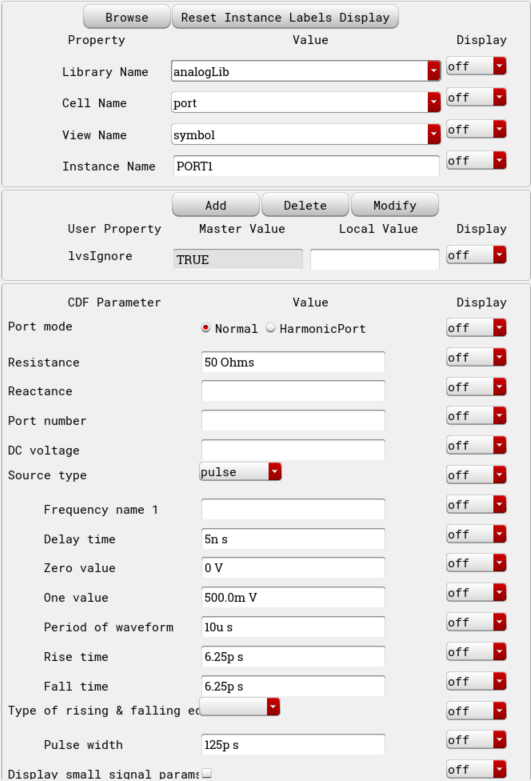 Browse Reset Instance Labels Display
Property Value Display
Library Name analogLib off
Cell Name port off
View Name symbol off
Instance Name PORT1 off
Add Delete Modify
User Property Master Value Local Value Display
lvsIgnore TRUE off
CDF Parameter Value Display
Port mode Normal HarmonicPort off
Resistance 50 Ohms off
Reactance off
Port number off
DC voltage off
Source type pulse off
Frequency name 1 off
Delay time 5n s off
Zero value 0 V off
One value 500.0m V off
Period of waveform 10u s off
Rise time 6.25p s off
Fall time 6.25p s off
Type of rising & falling ed off
Pulse width 125p s off
Display small signal params off